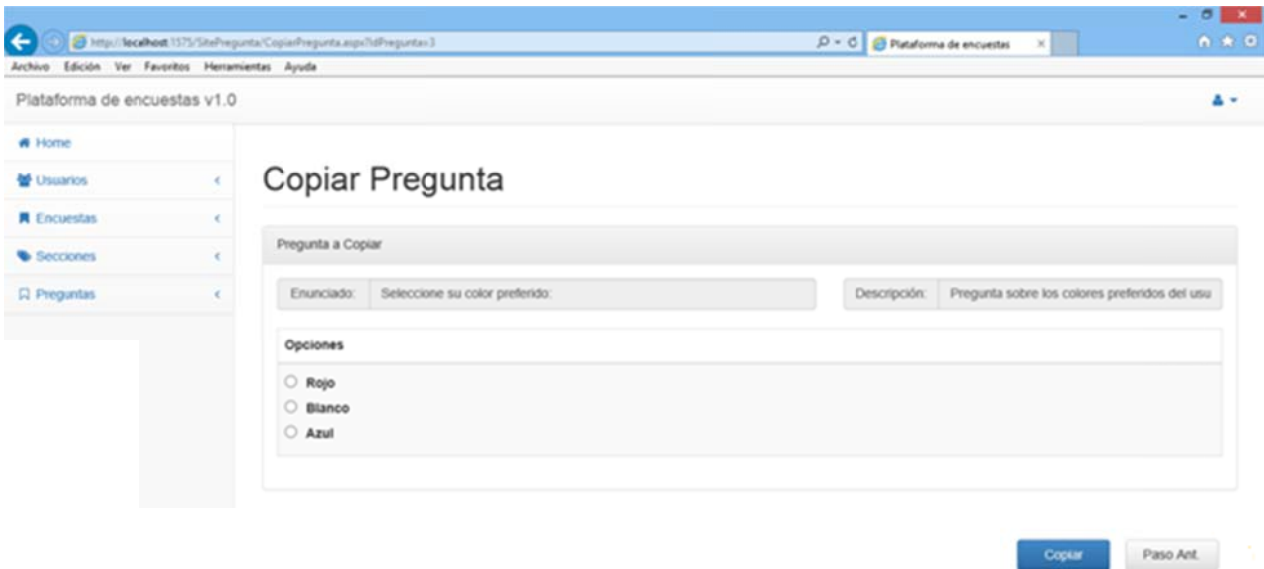 http://localhost:1575/SitePregunta/CopiarPregunta.aspx?idPregunta=3
Plataforma de encuestas
Archivo Edición Ver Favoritos Herramientas Ayuda
Plataforma de encuestas v1.0
Home
Usuarios
Encuestas
Secciones
Preguntas
Copiar Pregunta
Pregunta a Copiar
Enunciado: Seleccione su color preferido: Descripción: Pregunta sobre los colores preferidos del usu
Opciones
Rojo
Blanco
Azul
Copiar Paso Ant.